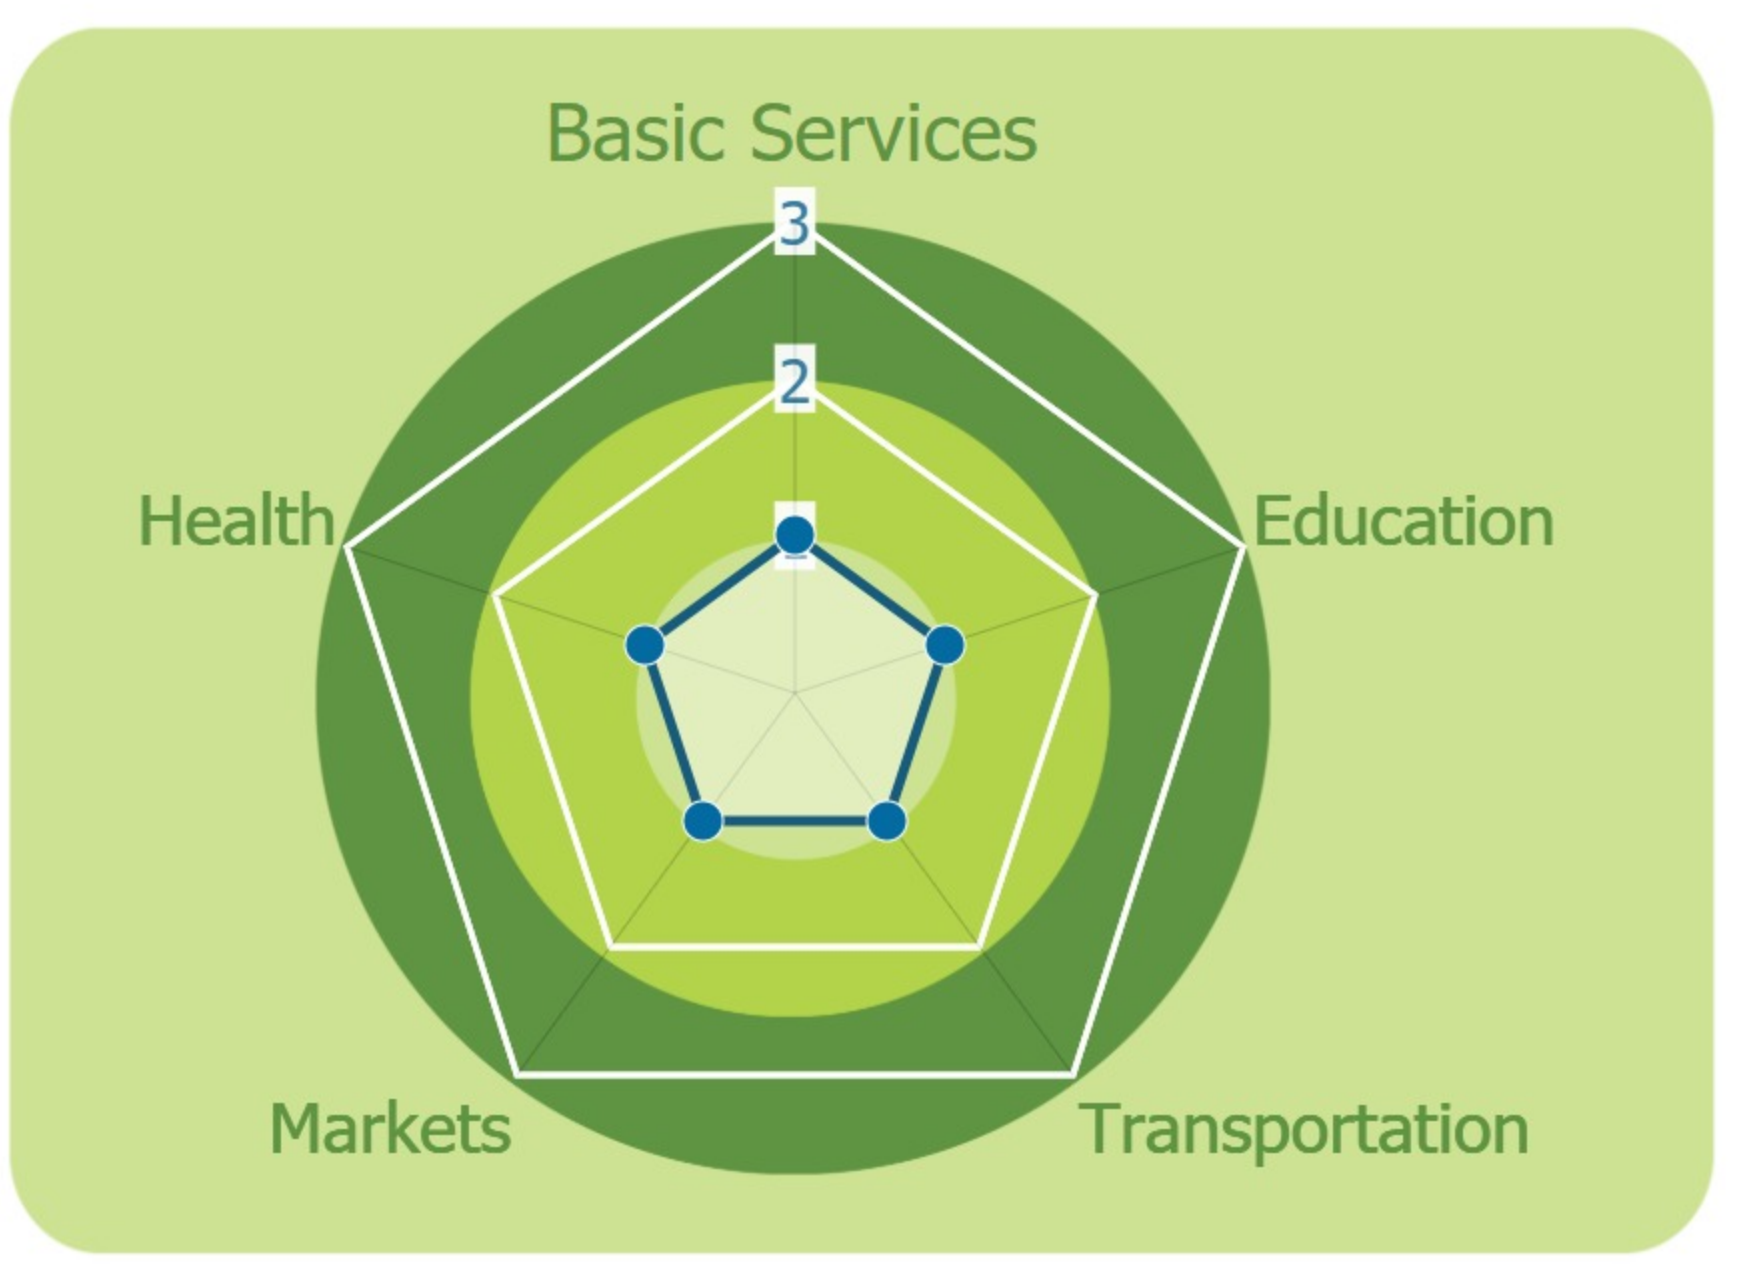 Basic Services
3
2
Health
Education
Markets
Transportation